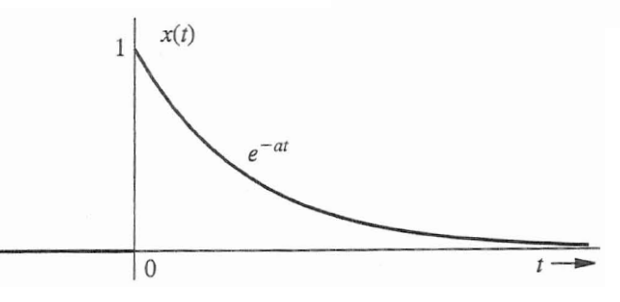 x(t)
1
e^{-at}
0
t →